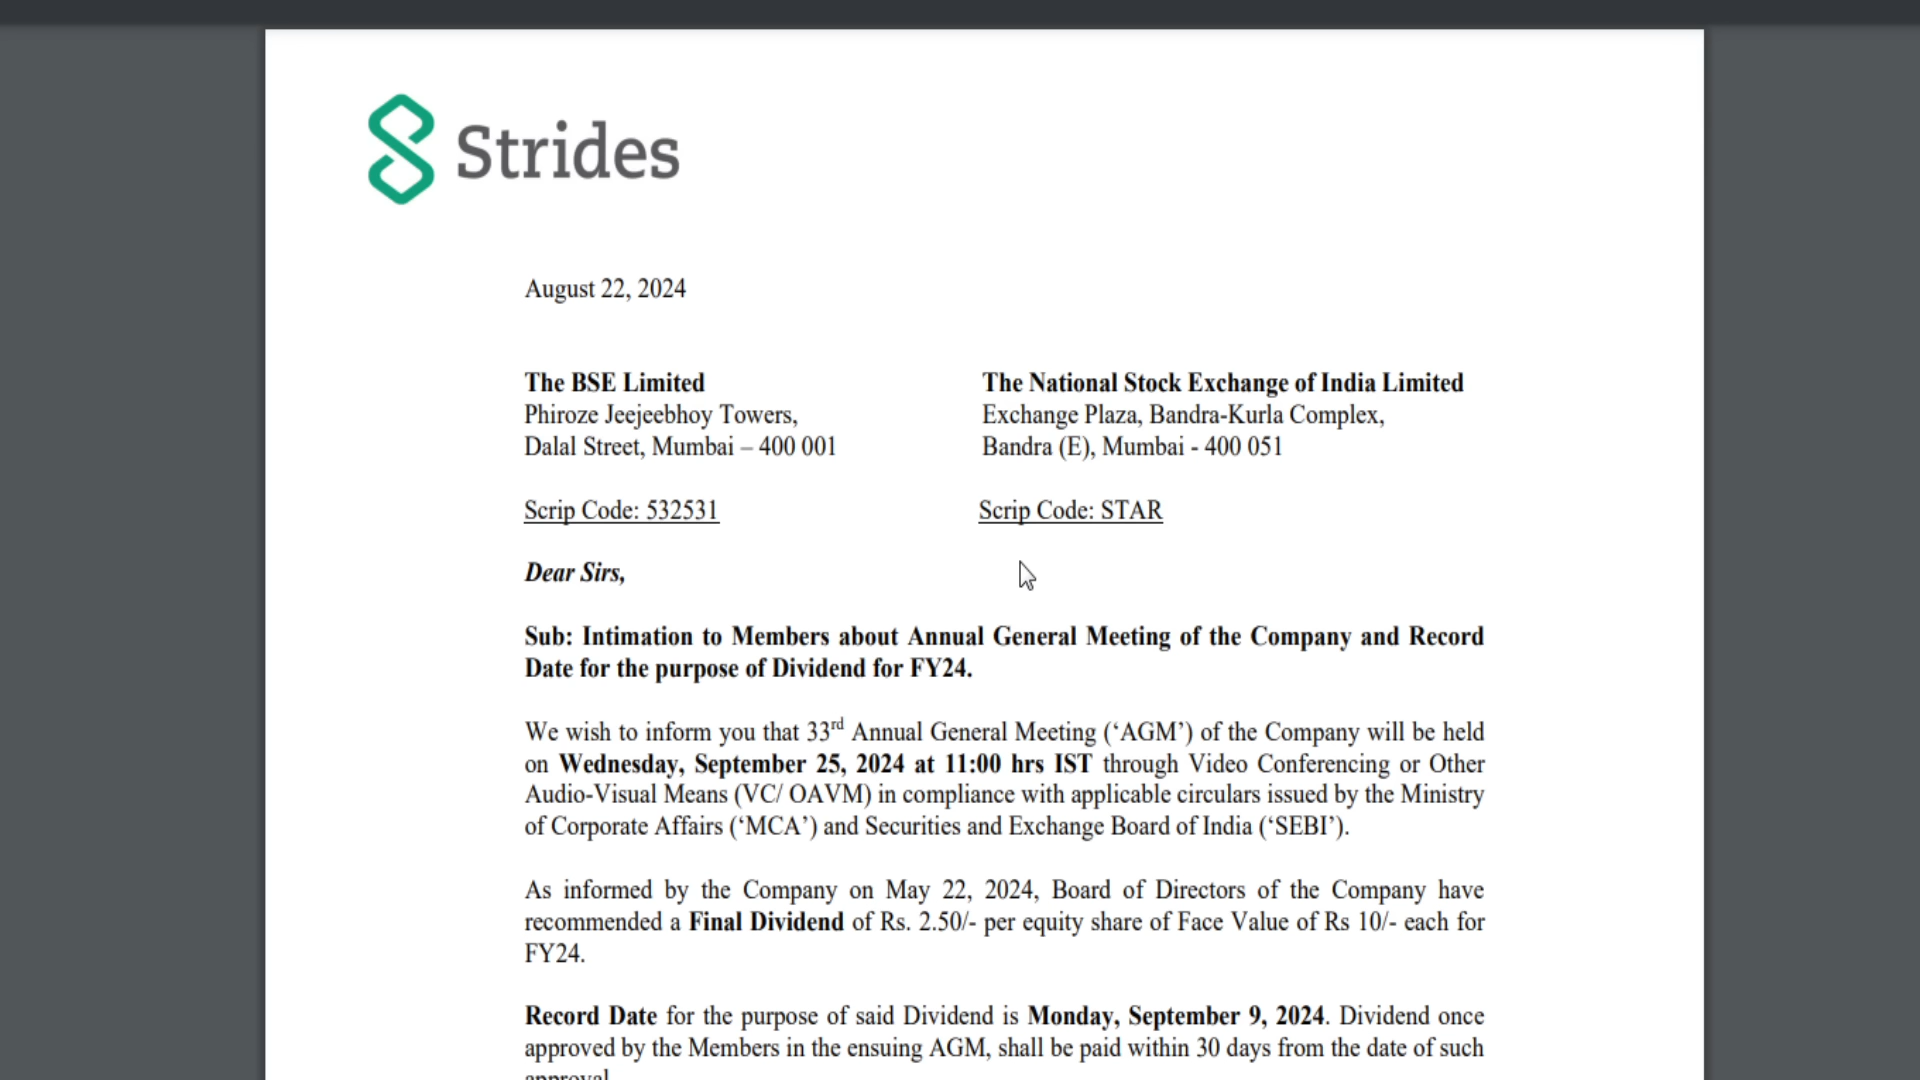 Strides
August 22, 2024
The BSE Limited
Phiroze Jeejeebhoy Towers,
Dalal Street, Mumbai – 400 001
The National Stock Exchange of India Limited
Exchange Plaza, Bandra-Kurla Complex,
Bandra (E), Mumbai - 400 051
Scrip Code: 532531
Scrip Code: STAR
Dear Sirs,
Sub: Intimation to Members about Annual General Meeting of the Company and Record
Date for the purpose of Dividend for FY24.
We wish to inform you that 33rd Annual General Meeting (‘AGM’) of the Company will be held
on Wednesday, September 25, 2024 at 11:00 hrs IST through Video Conferencing or Other
Audio-Visual Means (VC/ OAVM) in compliance with applicable circulars issued by the Ministry
of Corporate Affairs (‘MCA’) and Securities and Exchange Board of India (‘SEBI’).
As informed by the Company on May 22, 2024, Board of Directors of the Company have
recommended a Final Dividend of Rs. 2.50/- per equity share of Face Value of Rs 10/- each for
FY24.
Record Date for the purpose of said Dividend is Monday, September 9, 2024. Dividend once
approved by the Members in the ensuing AGM, shall be paid within 30 days from the date of such
approval.